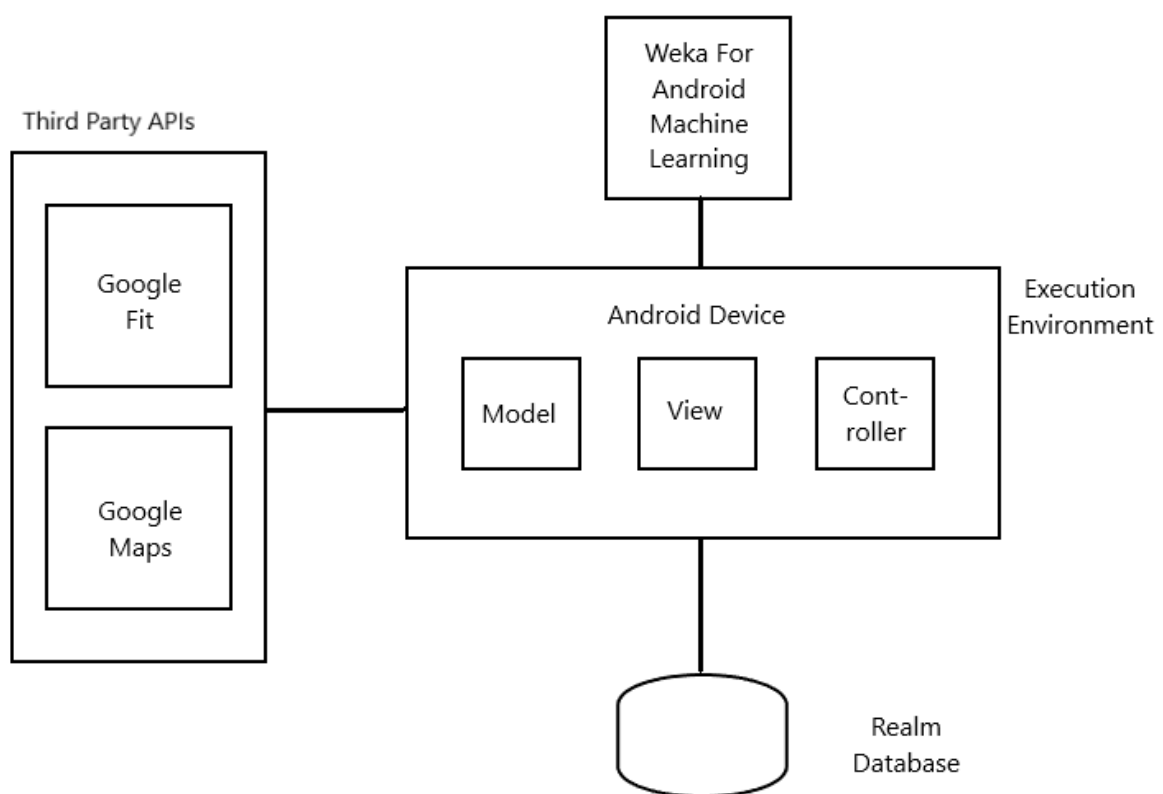 Weka For
Android
Machine
Learning
Third Party APIs
Google
Fit
Google
Maps
Android Device
Model
View
Cont-
roller
Execution
Environment
Realm
Database